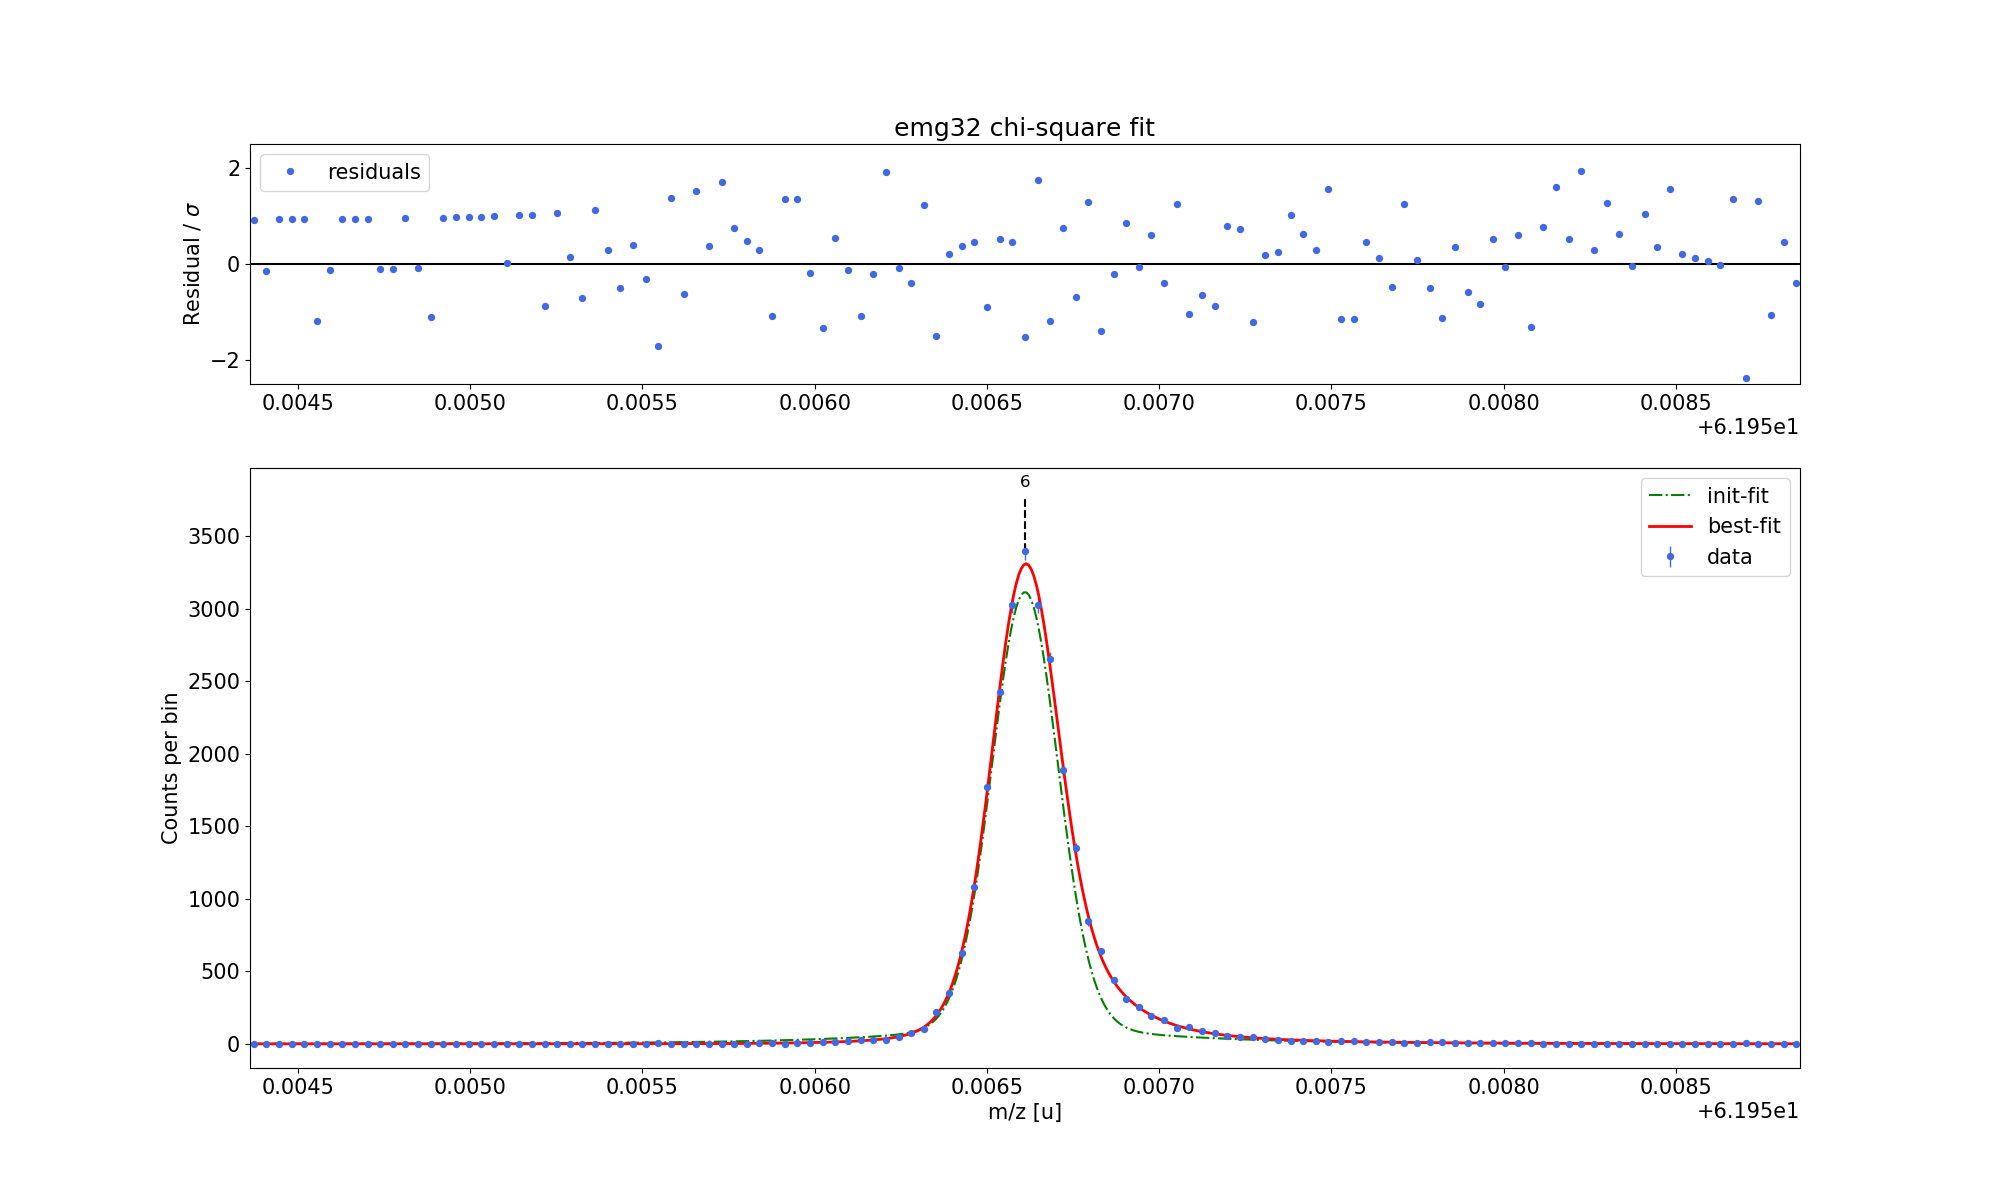 emg32 chi-square fit
residuals
Residual / σ
2
0
−2
0.0045 0.0050 0.0055 0.0060 0.0065 0.0070 0.0075 0.0080 0.0085
+6.195e1
6
init-fit
best-fit
data
Counts per bin
3500
3000
2500
2000
1500
1000
500
0
0.0045 0.0050 0.0055 0.0060 0.0065 0.0070 0.0075 0.0080 0.0085
m/z [u]
+6.195e1